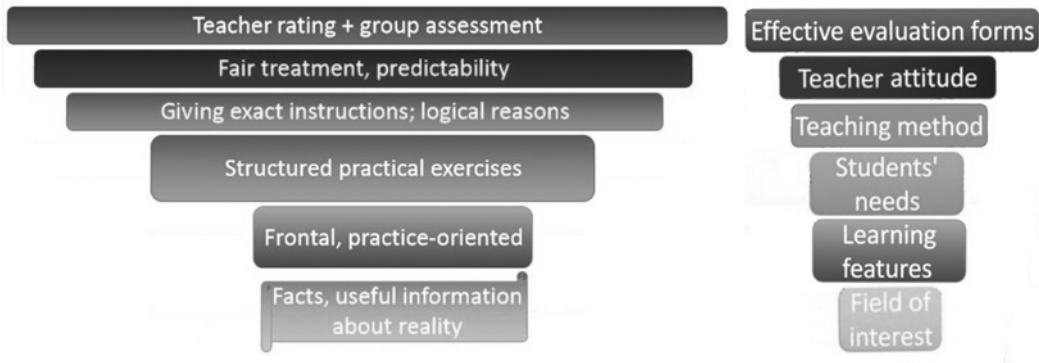 Teacher rating + group assessment
Effective evaluation forms
Fair treatment, predictability
Teacher attitude
Giving exact instructions; logical reasons
Teaching method
Structured practical exercises
Students'
needs
Frontal, practice-oriented
Learning
features
Facts, useful information
about reality
Field of
interest